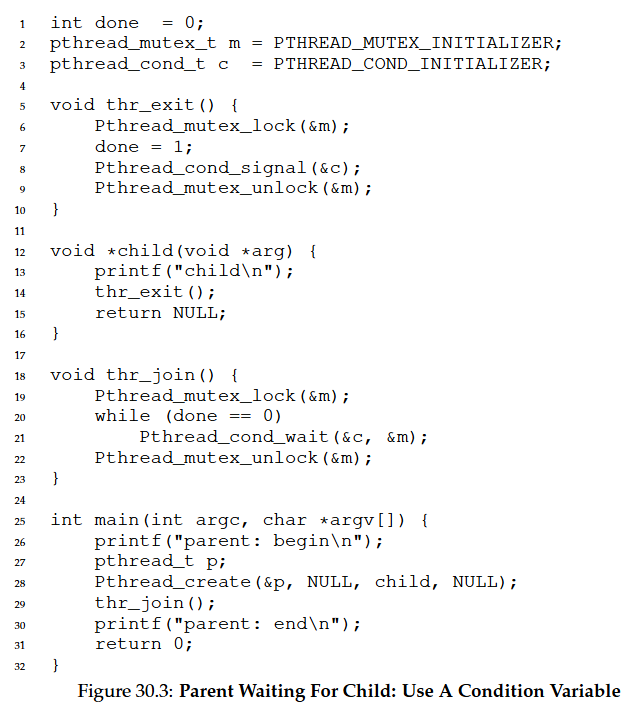 1 int done  = 0;
2 pthread_mutex_t m = PTHREAD_MUTEX_INITIALIZER;
3 pthread_cond_t c  = PTHREAD_COND_INITIALIZER;
4
5 void thr_exit() {
6     Pthread_mutex_lock(&m);
7     done = 1;
8     Pthread_cond_signal(&c);
9     Pthread_mutex_unlock(&m);
10 }
11
12 void *child(void *arg) {
13     printf("child\n");
14     thr_exit();
15     return NULL;
16 }
17
18 void thr_join() {
19     Pthread_mutex_lock(&m);
20     while (done == 0)
21         Pthread_cond_wait(&c, &m);
22     Pthread_mutex_unlock(&m);
23 }
24
25 int main(int argc, char *argv[]) {
26     printf("parent: begin\n");
27     pthread_t p;
28     Pthread_create(&p, NULL, child, NULL);
29     thr_join();
30     printf("parent: end\n");
31     return 0;
32 }
Figure 30.3: Parent Waiting For Child: Use A Condition Variable